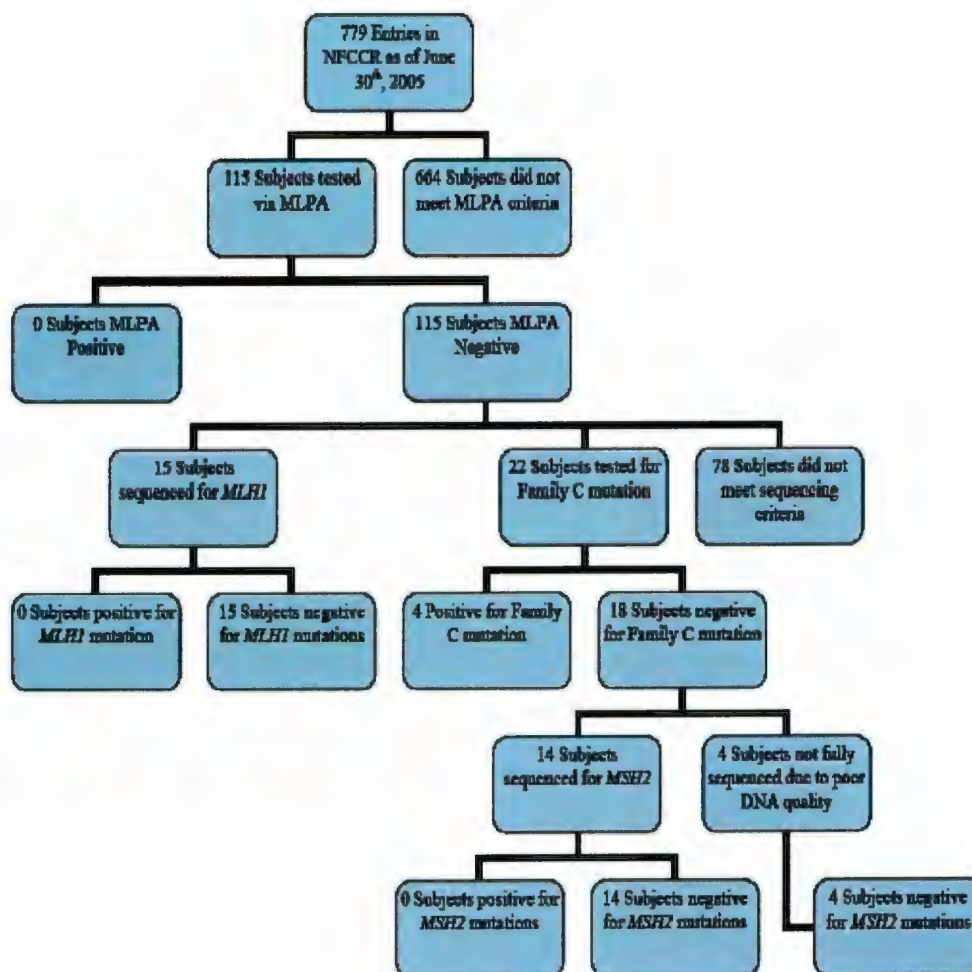 779 Entries in
NFCCR as of June
30th, 2005
115 Subjects tested
via MLPA
664 Subjects did not
meet MLPA criteria
0 Subjects MLPA
Positive
115 Subjects MLPA
Negative
15 Subjects
sequenced for MLH1
22 Subjects tested for
Family C mutation
78 Subjects did not
meet sequencing
criteria
0 Subjects positive for
MLH1 mutation
15 Subjects negative
for MLH1 mutations
4 Positive for Family
C mutation
18 Subjects negative
for Family C mutation
14 Subjects
sequenced for MSH2
4 Subjects not fully
sequenced due to poor
DNA quality
0 Subjects positive for
MSH2 mutations
14 Subjects negative
for MSH2 mutations
4 Subjects negative
for MSH2 mutations